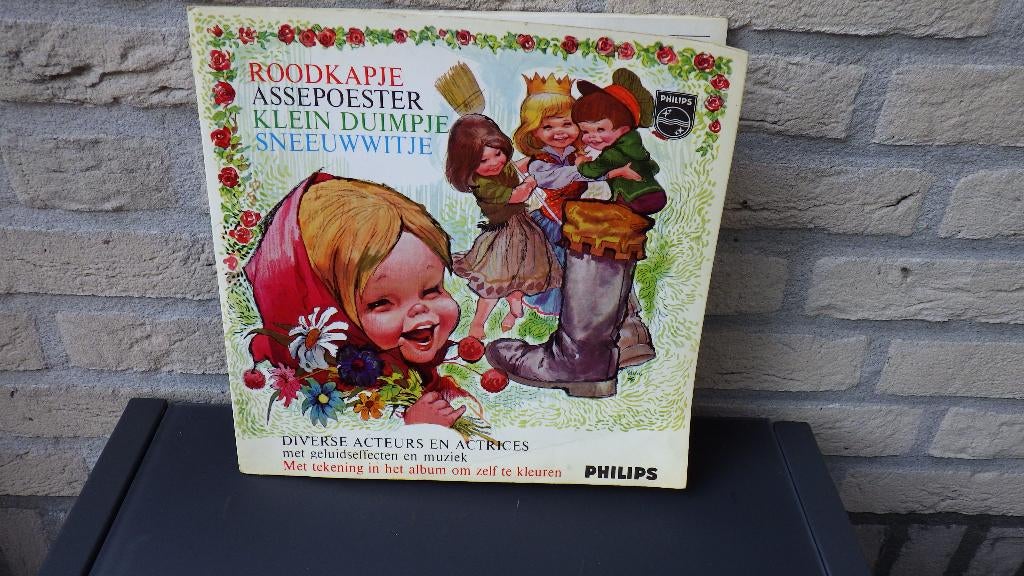 ROODKAPJE
ASSEPOESTER
KLEIN DUIMPJE
SNEEUWWITJE
PHILIPS
DIVERSE ACTEURS EN ACTRICES
met geluidseffecten en muziek
Met tekening in het album om zelf te kleuren
PHILIPS